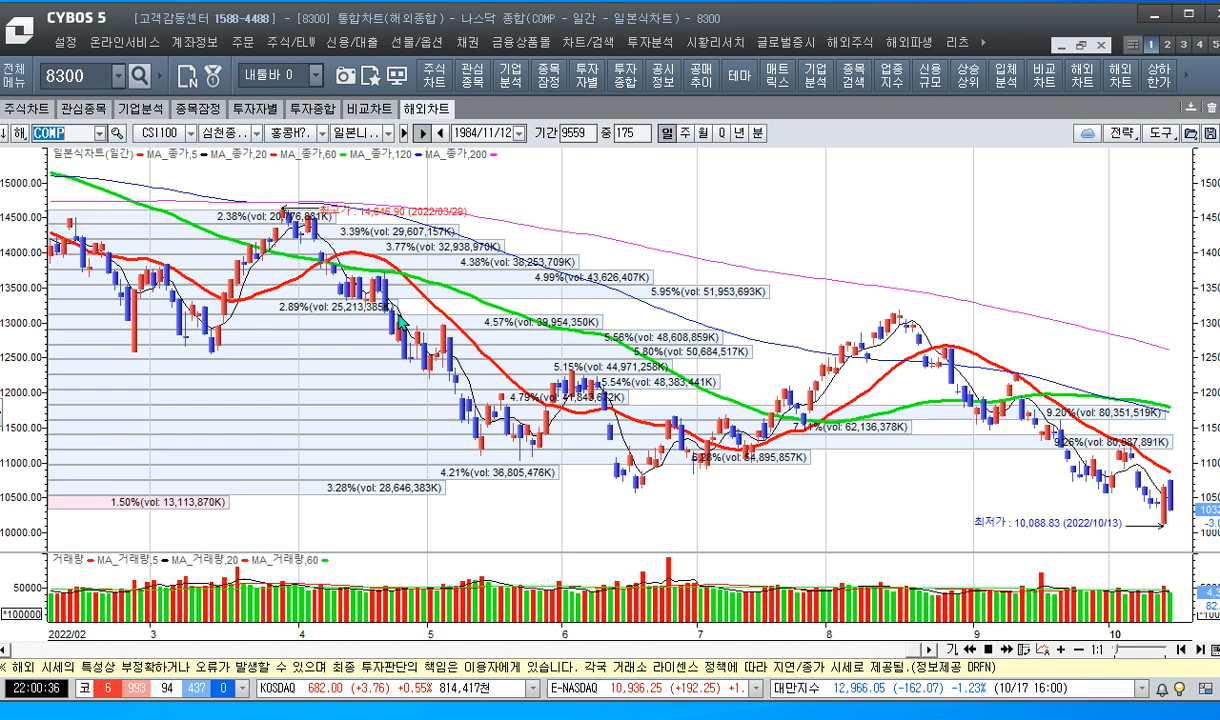 CYBOS 5 [고객감동센터 1588-4488] - [8300] 통합차트(해외종합) - 나스닥 종합(COMP - 일간 - 일본식차트) - 8300
설정 온라인서비스 계좌정보 주문 주식/ELW 신용/대출 선물/옵션 채권 금융상품몰 차트/검색 투자분석 시황리서치 글로벌증시 해외주식 해외파생 리츠 1 2 3 4 5
전체메뉴 8300 내툴바 0 주식차트 관심종목 기업분석 종목잠정 투자자별 투자종합 공시정보 공매추이 테마 매트릭스 기업분석 종목검색 업종지수 신용규모 상승상위 입체분석 비교차트 해외차트 해외차트 상하한가
주식차트 관심종목 기업분석 종목잠정 투자자별 투자종합 비교차트 해외차트
해 COMP CSI100 심천종.. 홍콩H?. 일본니.. 1984/11/12 기간 9559 중 175 일 주 월 Q 년 분 전략 도구
일본식차트(일간) MA_종가,5 MA_종가,20 MA_종가,60 MA_종가,120 MA_종가,200
15000.00
14500.00
14000.00
13500.00
13000.00
12500.00
12000.00
11500.00
11000.00
10500.00
10000.00
최고가 : 14,646.90 (2022/03/29)
3.39%(vol: 29,607,157K)
3.77%(vol: 32,938,970K)
4.38%(vol: 38,253,709K)
4.99%(vol: 43,626,407K)
5.95%(vol: 51,953,693K)
2.89%(vol: 25,213,385K)
4.57%(vol: 39,954,350K)
5.56%(vol: 48,608,859K)
5.80%(vol: 50,684,517K)
5.15%(vol: 44,971,258K)
5.54%(vol: 48,383,441K)
4.79%(vol: 41,843,672K)
9.20%(vol: 80,351,519K)
(vol: 62,136,378K)
9.26%(vol: 80,887,891K)
6.28%(vol: 54,895,857K)
4.21%(vol: 36,805,476K)
3.28%(vol: 28,646,383K)
1.50%(vol: 13,113,870K)
최저가 : 10,088.83 (2022/10/13)
거래량 MA_거래량,5 MA_거래량,20 MA_거래량,60
50000
*100000
2022/02 3 4 5 6 7 8 9 10
1:1
※ 해외 시세의 특성상 부정확하거나 오류가 발생할 수 있으며 최종 투자판단의 책임은 이용자에게 있습니다. 각국 거래소 라이센스 정책에 따라 지연/종가 시세로 제공됨.(정보제공 DRFN)
22:00:36 코 6 993 94 437 0 KOSDAQ 682.00 (+3.76) +0.55% 814,417천 E-NASDAQ 10,936.25 (+192.25) +1. 대만지수 12,966.05 (-162.07) -1.23% (10/17 16:00)